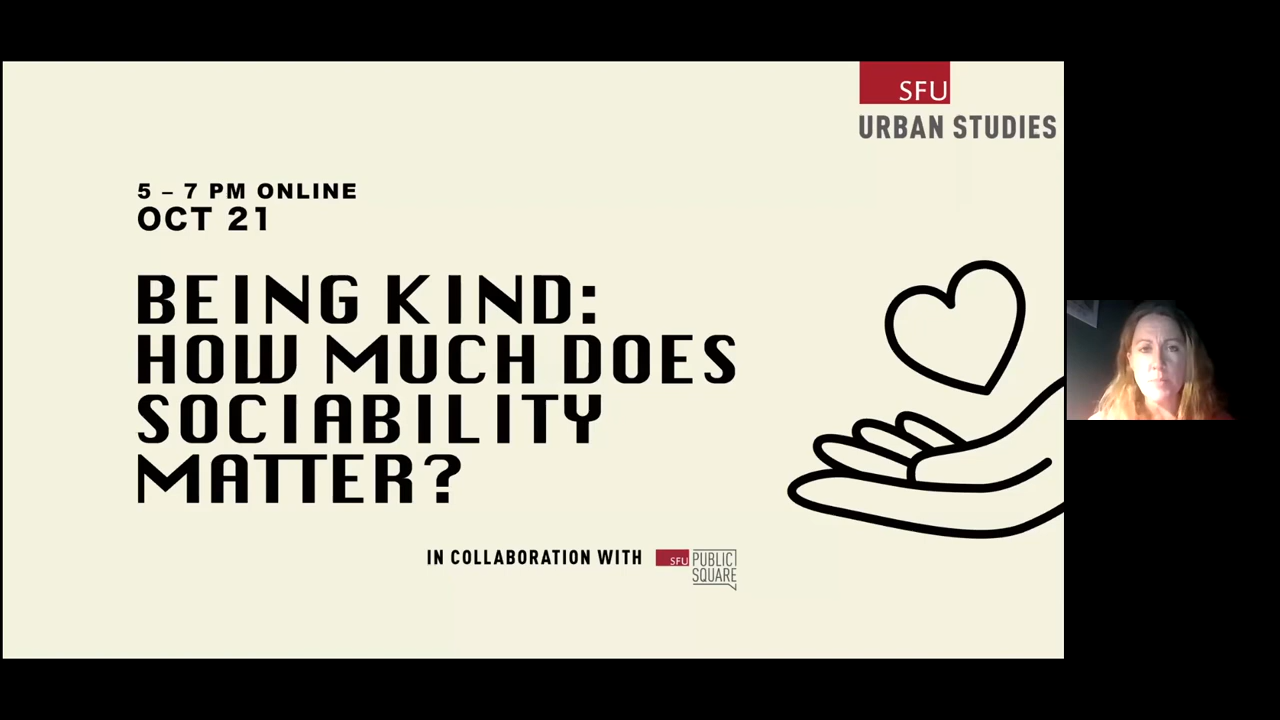 SFU
URBAN STUDIES
5 – 7 PM ONLINE
OCT 21
BEING KIND:
HOW MUCH DOES
SOCIABILITY
MATTER?
IN COLLABORATION WITH
SFU PUBLIC
SQUARE